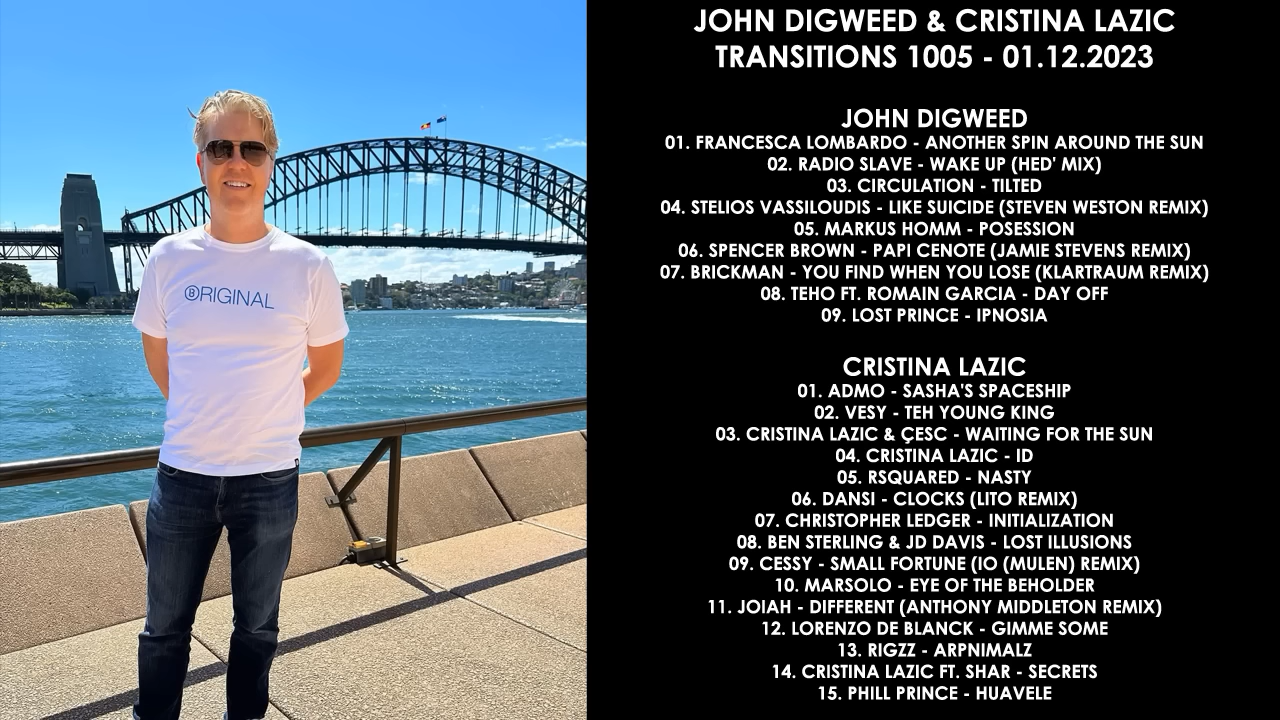 ORIGINAL
JOHN DIGWEED & CRISTINA LAZIC
TRANSITIONS 1005 - 01.12.2023
JOHN DIGWEED
01. FRANCESCA LOMBARDO - ANOTHER SPIN AROUND THE SUN
02. RADIO SLAVE - WAKE UP (HED' MIX)
03. CIRCULATION - TILTED
04. STELIOS VASSILOUDIS - LIKE SUICIDE (STEVEN WESTON REMIX)
05. MARKUS HOMM - POSESSION
06. SPENCER BROWN - PAPI CENOTE (JAMIE STEVENS REMIX)
07. BRICKMAN - YOU FIND WHEN YOU LOSE (KLARTRAUM REMIX)
08. TEHO FT. ROMAIN GARCIA - DAY OFF
09. LOST PRINCE - IPNOSIA
CRISTINA LAZIC
01. ADMO - SASHA'S SPACESHIP
02. VESY - TEH YOUNG KING
03. CRISTINA LAZIC & ÇESC - WAITING FOR THE SUN
04. CRISTINA LAZIC - ID
05. RSQUARED - NASTY
06. DANSI - CLOCKS (LITO REMIX)
07. CHRISTOPHER LEDGER - INITIALIZATION
08. BEN STERLING & JD DAVIS - LOST ILLUSIONS
09. CESSY - SMALL FORTUNE (IO (MULEN) REMIX)
10. MARSOLO - EYE OF THE BEHOLDER
11. JOIAH - DIFFERENT (ANTHONY MIDDLETON REMIX)
12. LORENZO DE BLANCK - GIMME SOME
13. RIGZZ - ARPNIMALZ
14. CRISTINA LAZIC FT. SHAR - SECRETS
15. PHILL PRINCE - HUAVELE